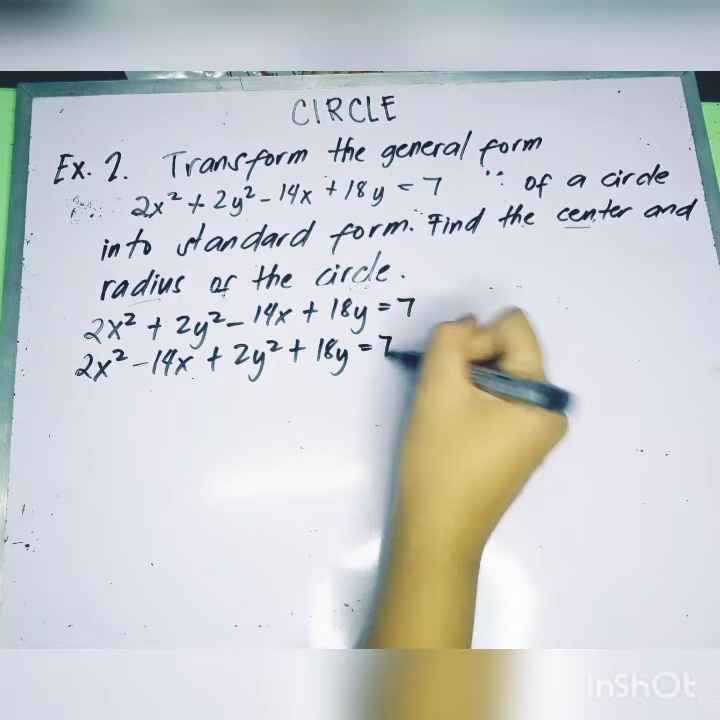 CIRCLE
Ex. 2. Transform the general form
2x² + 2y² - 14x + 18y = 7 of a circle
into standard form. Find the center and
radius of the circle.
2x² + 2y² - 14x + 18y = 7
2x² - 14x + 2y² + 18y = 7
InShOt